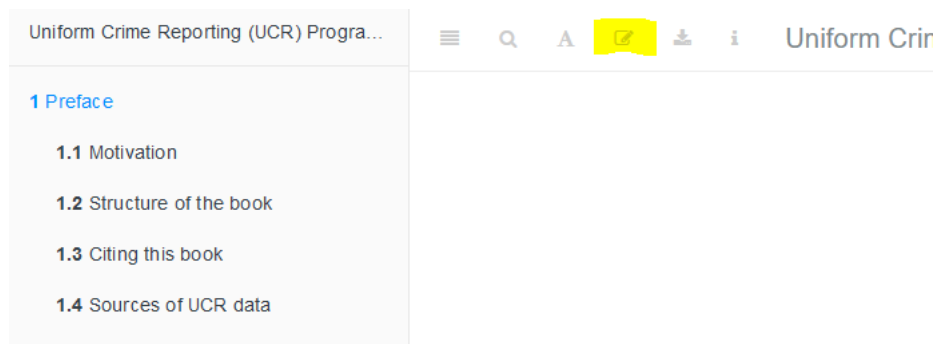 Uniform Crime Reporting (UCR) Progra...
A
i
Uniform Crin
1 Preface
1.1 Motivation
1.2 Structure of the book
1.3 Citing this book
1.4 Sources of UCR data